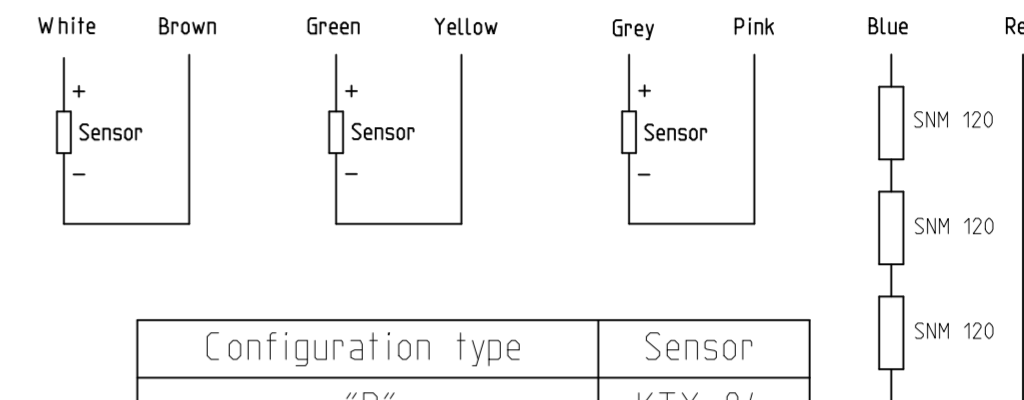 White Brown Green Yellow Grey Pink Blue
+ + +
SNM 120
Sensor Sensor Sensor
- - -
SNM 120
SNM 120
Configuration type Sensor